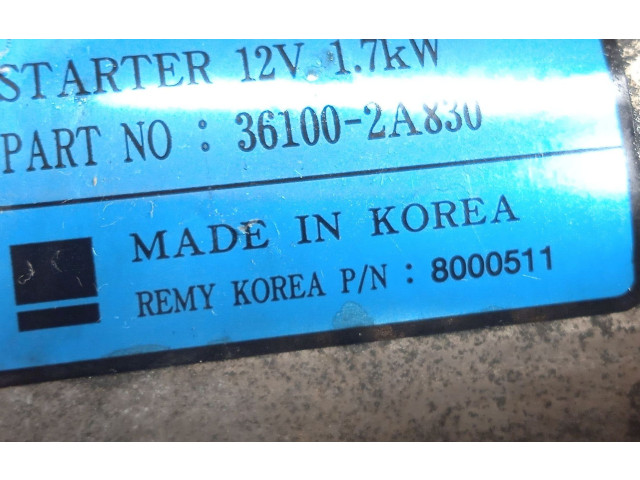 STARTER 12V 1.7kW
PART NO : 36100-2A830
MADE IN KOREA
REMY KOREA P/N : 8000511